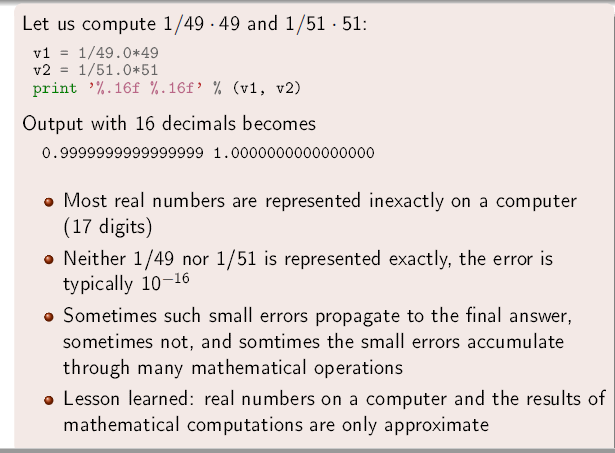 Let us compute 1/49 · 49 and 1/51 · 51:
v1 = 1/49.0*49
v2 = 1/51.0*51
print '%.16f %.16f' % (v1, v2)
Output with 16 decimals becomes
0.9999999999999999 1.0000000000000000
Most real numbers are represented inexactly on a computer
(17 digits)
Neither 1/49 nor 1/51 is represented exactly, the error is
typically 10⁻¹⁶
Sometimes such small errors propagate to the final answer,
sometimes not, and somtimes the small errors accumulate
through many mathematical operations
Lesson learned: real numbers on a computer and the results of
mathematical computations are only approximate